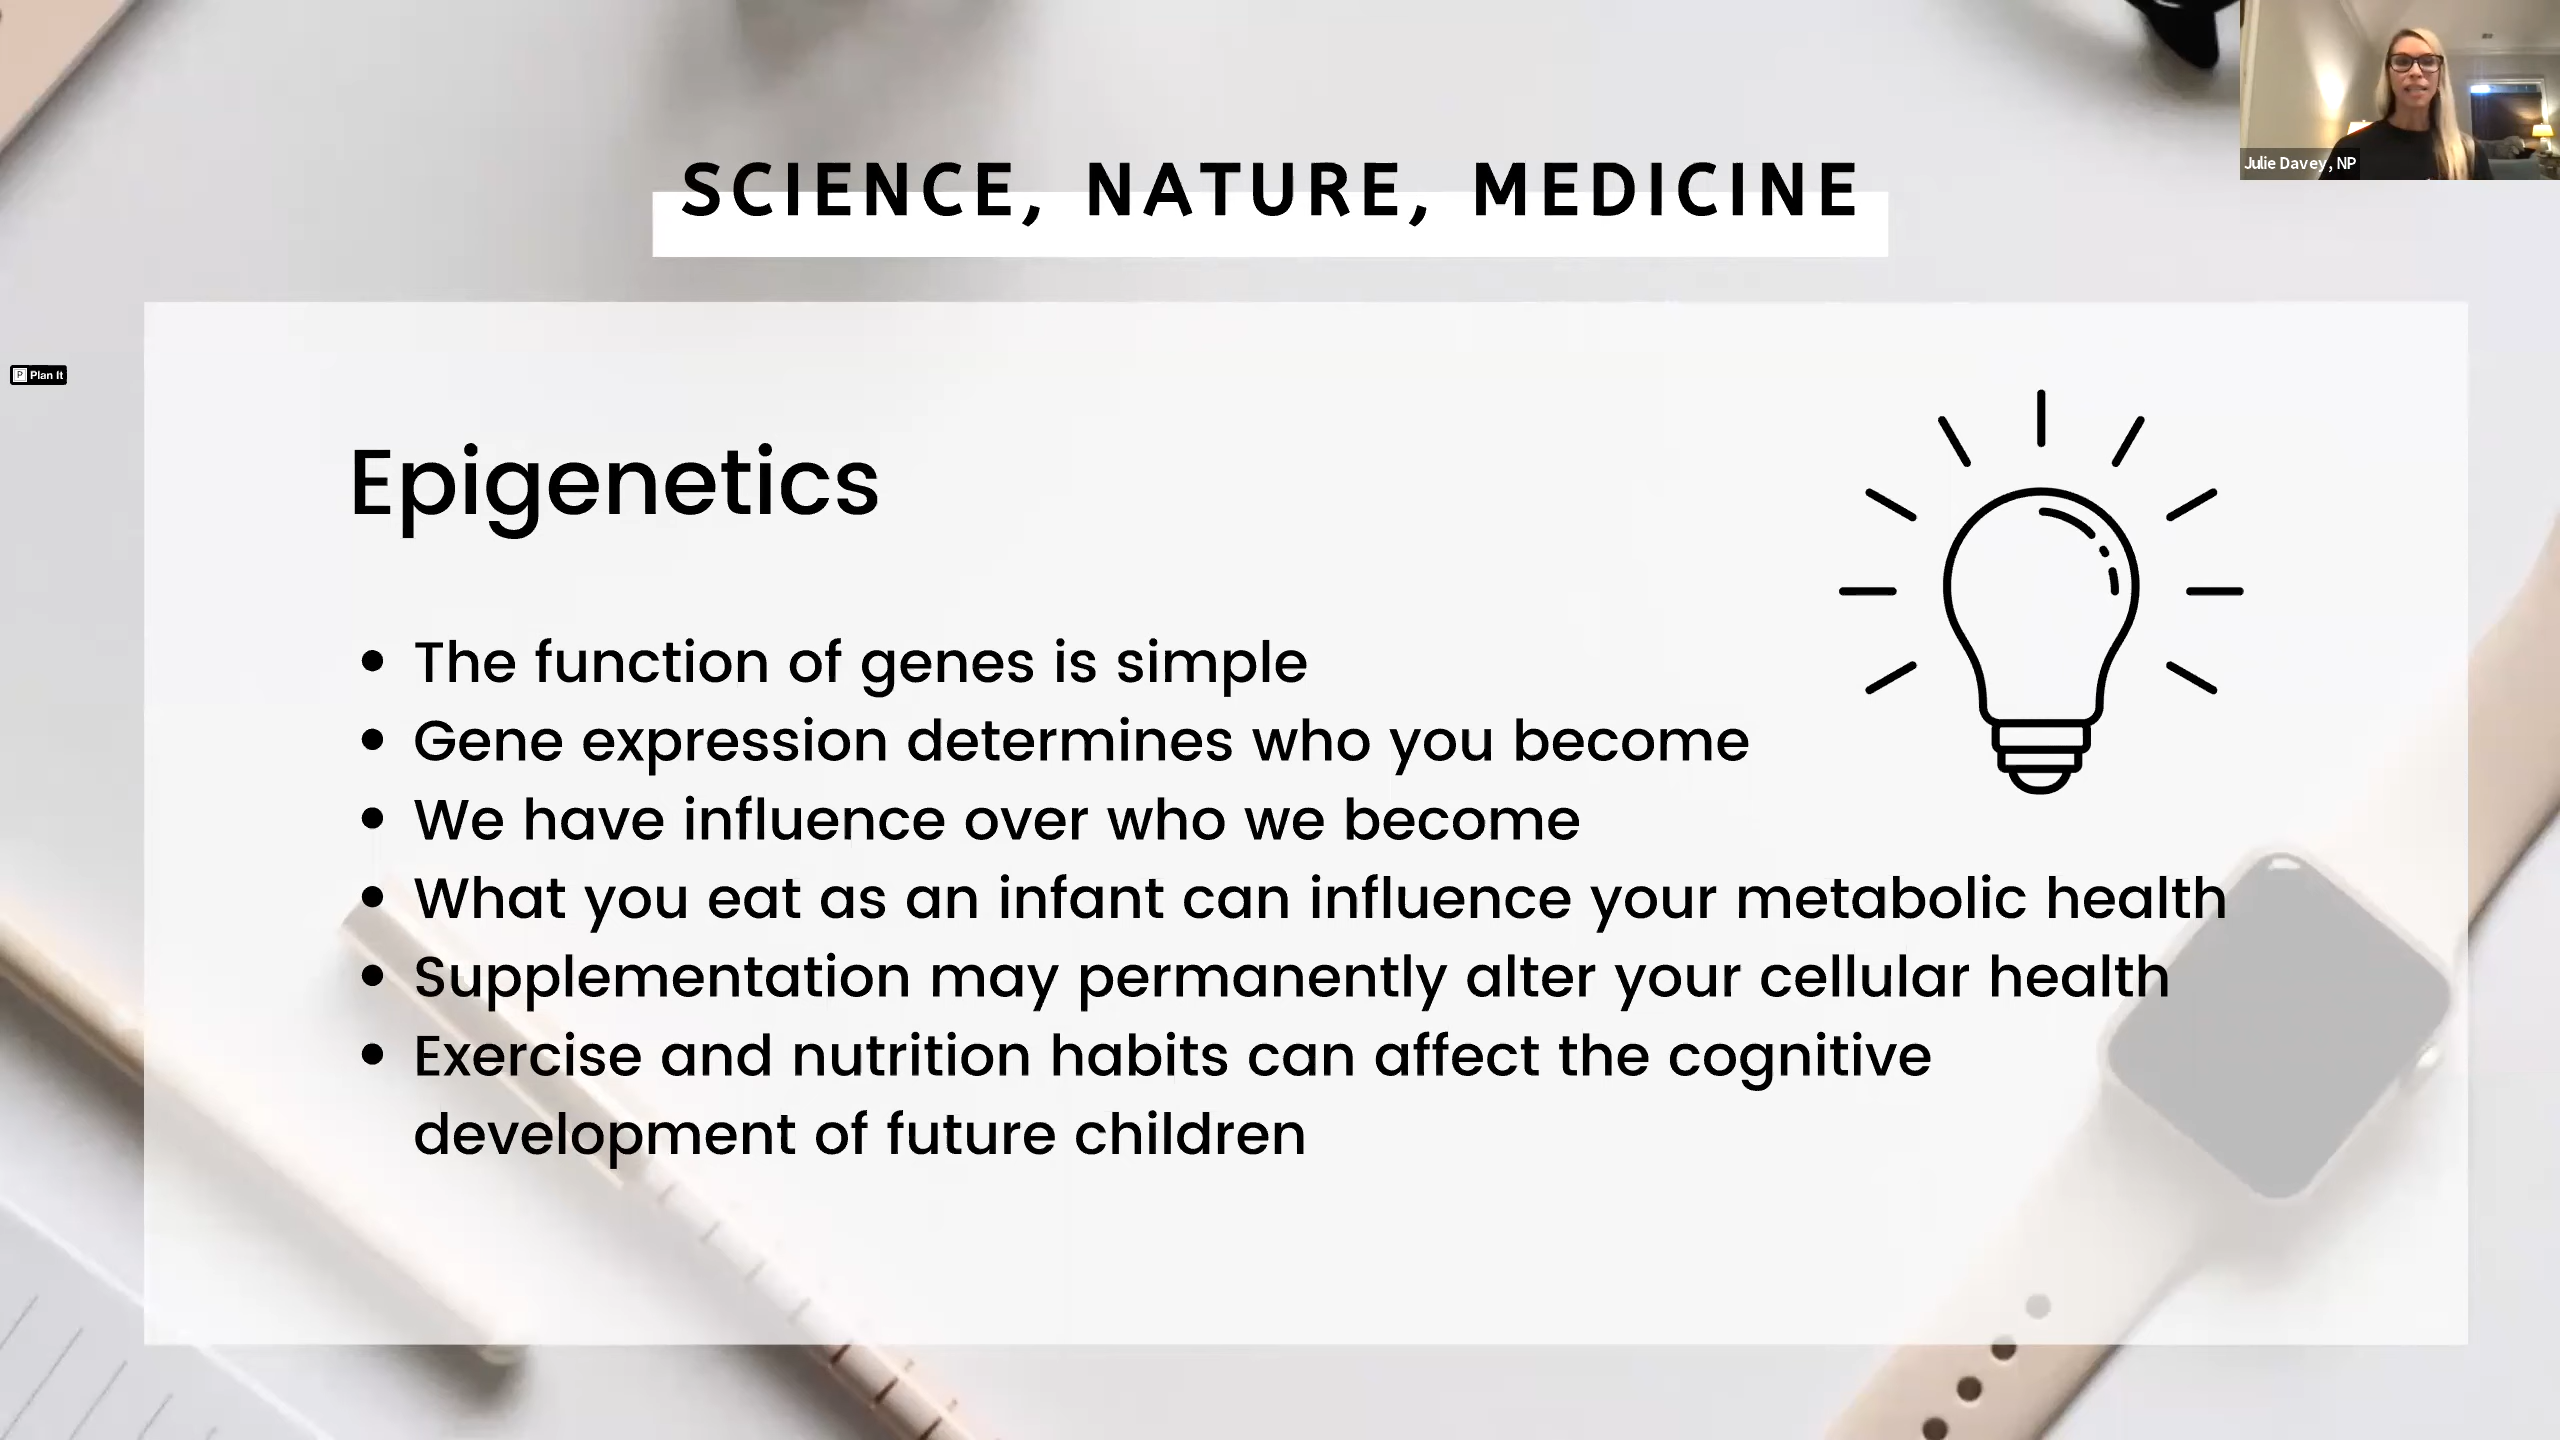 SCIENCE, NATURE, MEDICINE
Julie Davey, NP
P Plan It
Epigenetics
• The function of genes is simple
• Gene expression determines who you become
• We have influence over who we become
• What you eat as an infant can influence your metabolic health
• Supplementation may permanently alter your cellular health
• Exercise and nutrition habits can affect the cognitive
development of future children